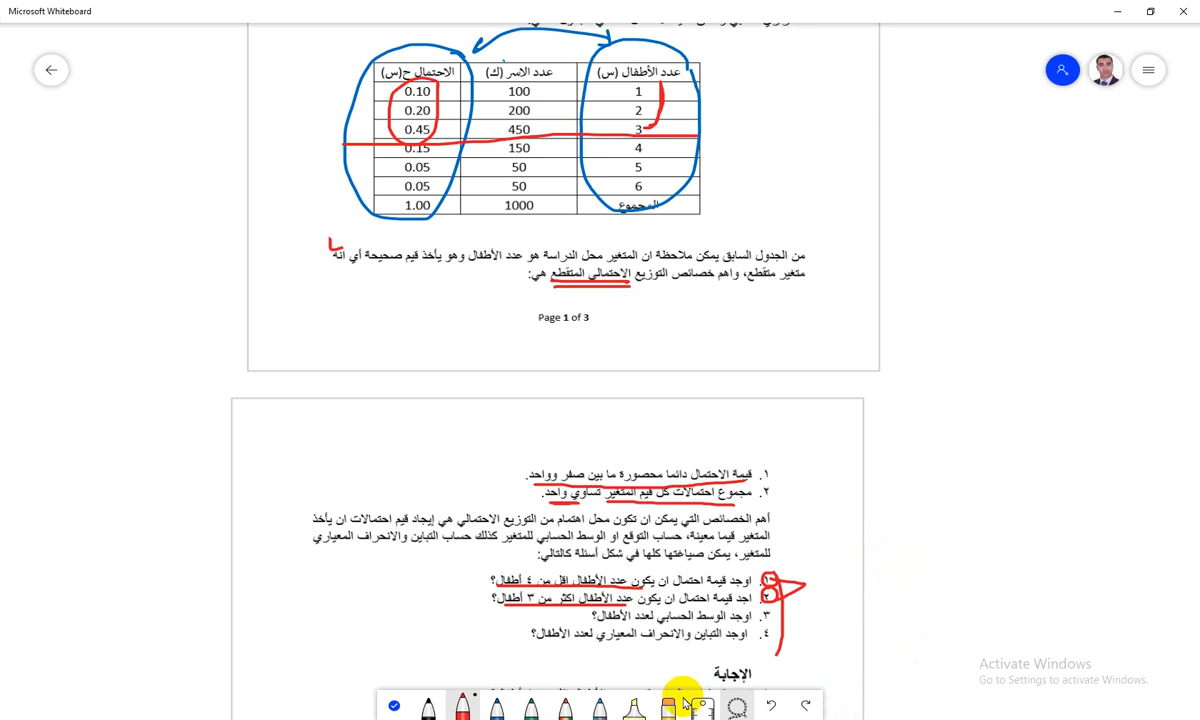 Microsoft Whiteboard
عدد الأطفال (س) عدد الاسر (ك) الاحتمال ح(س)
1 100 0.10
2 200 0.20
3 450 0.45
4 150 0.15
5 50 0.05
6 50 0.05
المجموع 1000 1.00
من الجدول السابق يمكن ملاحظة ان المتغير محل الدراسة هو عدد الأطفال وهو يأخذ قيم صحيحة أي انه
متغير متقطع، واهم خصائص التوزيع الاحتمالي المتقطع هي:
Page 1 of 3
١. قيمة الاحتمال دائما محصورة ما بين صفر وواحد.
٢. مجموع احتمالات كل قيم المتغير تساوي واحد.
أهم الخصائص التي يمكن ان تكون محل اهتمام من التوزيع الاحتمالي هي إيجاد قيم احتمالات ان يأخذ
المتغير قيما معينة، حساب التوقع او الوسط الحسابي للمتغير كذلك حساب التباين والانحراف المعياري
للمتغير، يمكن صياغتها كلها في شكل أسئلة كالتالي:
١. اوجد قيمة احتمال ان يكون عدد الأطفال اقل من ٤ أطفال؟
٢. اجد قيمة احتمال ان يكون عدد الأطفال اكثر من ٣ أطفال؟
٣. اوجد الوسط الحسابي لعدد الأطفال؟
٤. اوجد التباين والانحراف المعياري لعدد الأطفال؟
الإجابة
Activate Windows
Go to Settings to activate Windows.